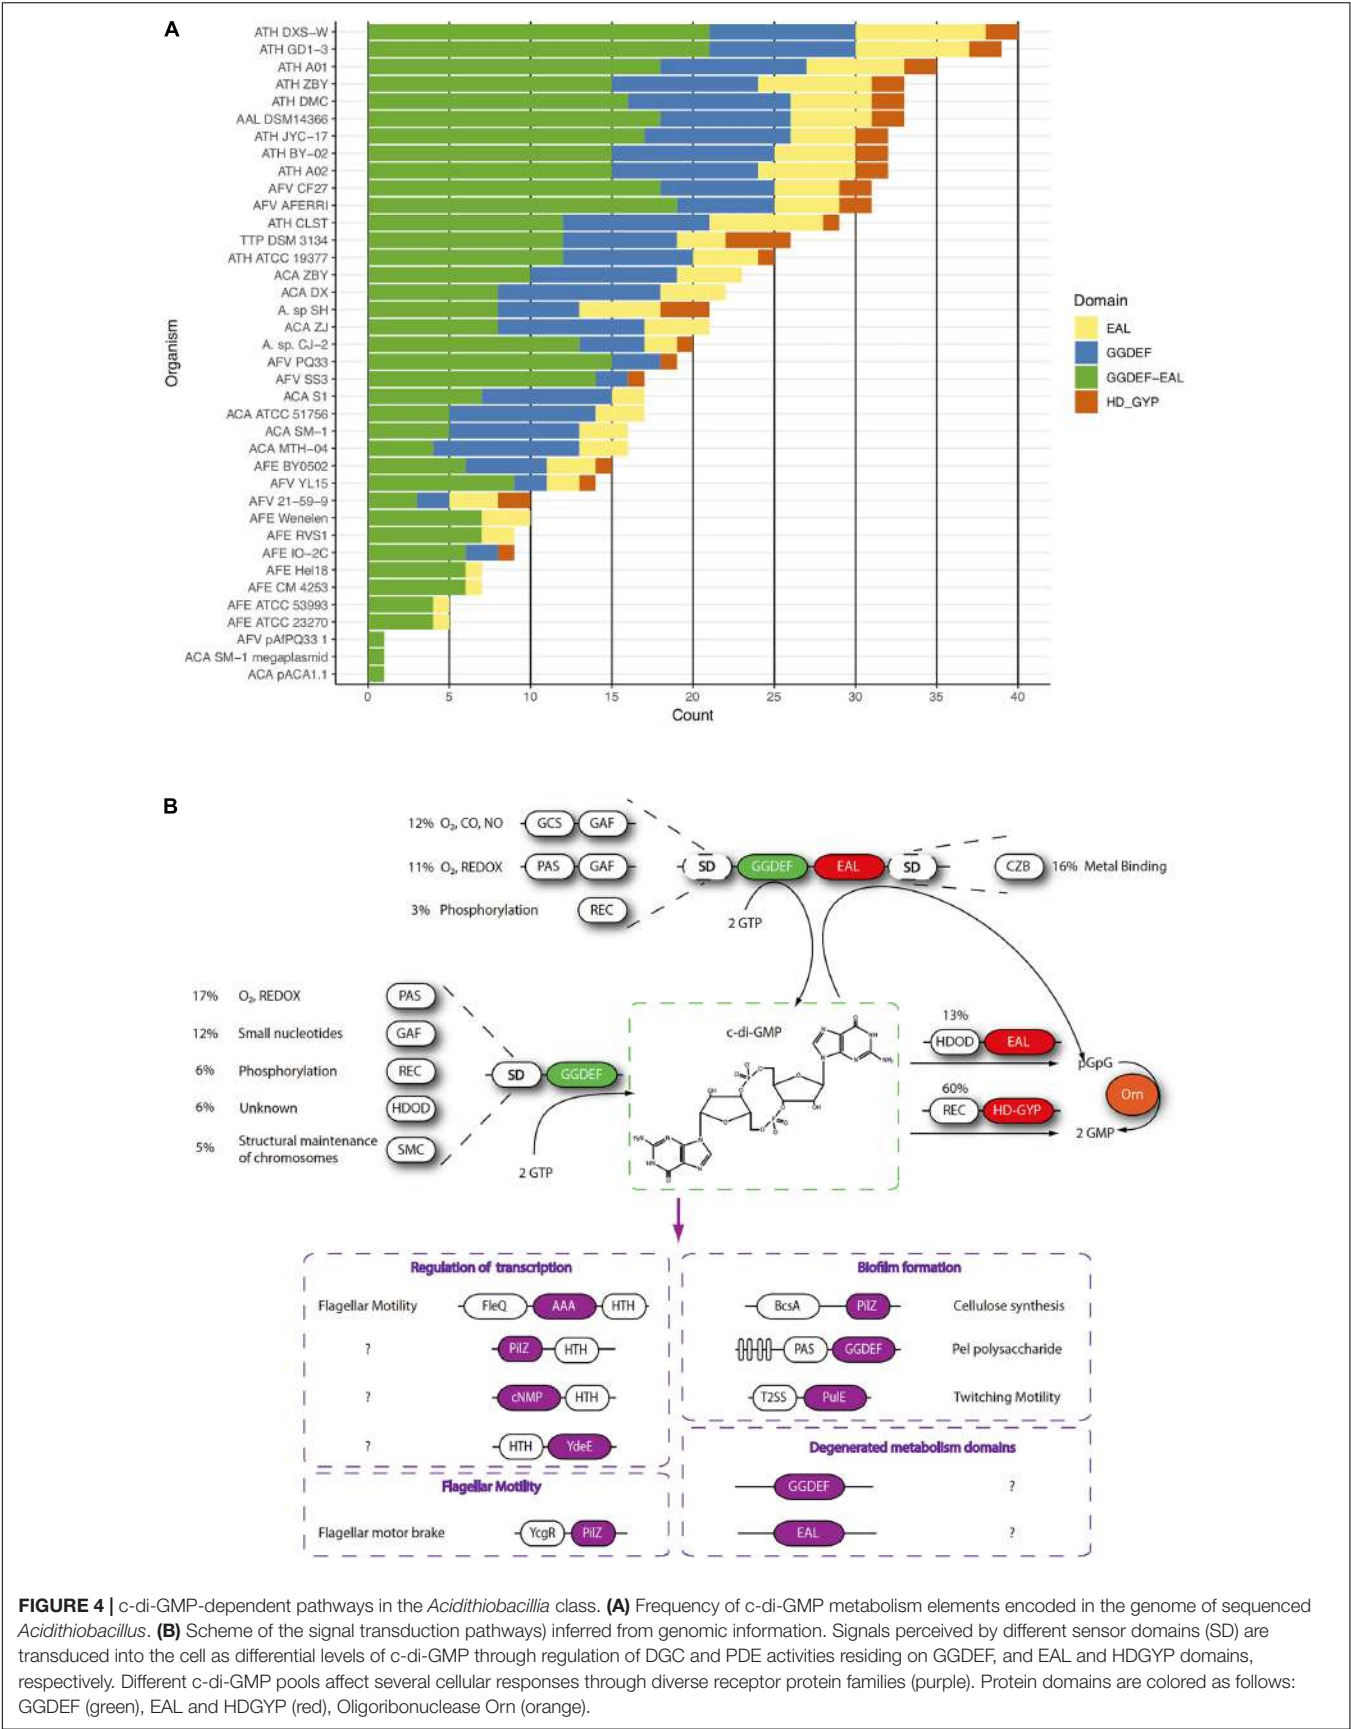 A
ATH DXS-W
ATH GD1-3
ATH A01
ATH ZBY
ATH DMC
AAL DSM14366
ATH JYC-17
ATH BY-02
ATH A02
AFV CF27
AFV AFERRI
ATH CLST
TTP DSM 3134
ATH ATCC 19377
ACA ZBY
ACA DX
A. sp SH
ACA ZJ
A. sp. CJ-2
AFV PQ33
AFV SS3
ACA S1
ACA ATCC 51756
ACA SM-1
ACA MTH-04
AFE BY0502
AFV YL15
AFV 21-59-9
AFE Wenelen
AFE RVS1
AFE IO-2C
AFE Hel18
AFE CM 4253
AFE ATCC 53993
AFE ATCC 23270
AFV pAfPQ33 1
ACA SM-1 megaplasmid
ACA pACA1.1
Organism
0 5 10 15 20 25 30 35 40
Count
Domain
EAL
GGDEF
GGDEF-EAL
HD_GYP
B
12% O₂, CO, NO GCS GAF
11% O₂, REDOX PAS GAF
3% Phosphorylation REC
SD GGDEF EAL SD
CZB 16% Metal Binding
2 GTP
17% O₂, REDOX PAS
12% Small nucleotides GAF
6% Phosphorylation REC
6% Unknown HDOD
5% Structural maintenance
of chromosomes SMC
SD GGDEF
2 GTP
c-di-GMP
13%
HDOD EAL
60%
REC HD-GYP
pGpG
Orn
2 GMP
Regulation of transcription
Flagellar Motility FleQ AAA HTH
? PilZ HTH
? cNMP HTH
? HTH YdeE
Flagellar Motility
Flagellar motor brake YcgR PilZ
Biofilm formation
BcsA PilZ Cellulose synthesis
PAS GGDEF Pel polysaccharide
T2SS PulE Twitching Motility
Degenerated metabolism domains
GGDEF ?
EAL ?
FIGURE 4 | c-di-GMP-dependent pathways in the Acidithiobacillia class. (A) Frequency of c-di-GMP metabolism elements encoded in the genome of sequenced
Acidithiobacillus. (B) Scheme of the signal transduction pathways) inferred from genomic information. Signals perceived by different sensor domains (SD) are
transduced into the cell as differential levels of c-di-GMP through regulation of DGC and PDE activities residing on GGDEF, and EAL and HDGYP domains,
respectively. Different c-di-GMP pools affect several cellular responses through diverse receptor protein families (purple). Protein domains are colored as follows:
GGDEF (green), EAL and HDGYP (red), Oligoribonuclease Orn (orange).